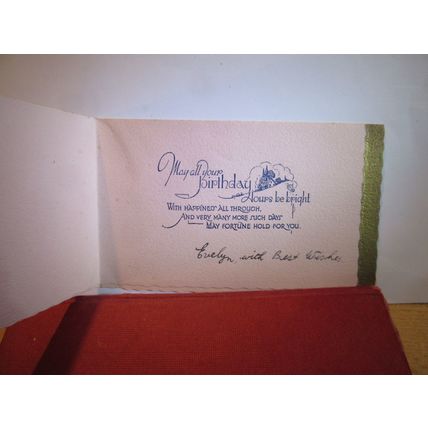 May all your
Birthday
Hours be bright
WITH HAPPINESS ALL THROUGH,
AND VERY MANY MORE SUCH DAYS
MAY FORTUNE HOLD FOR YOU.
Evelyn, with Best Wishes